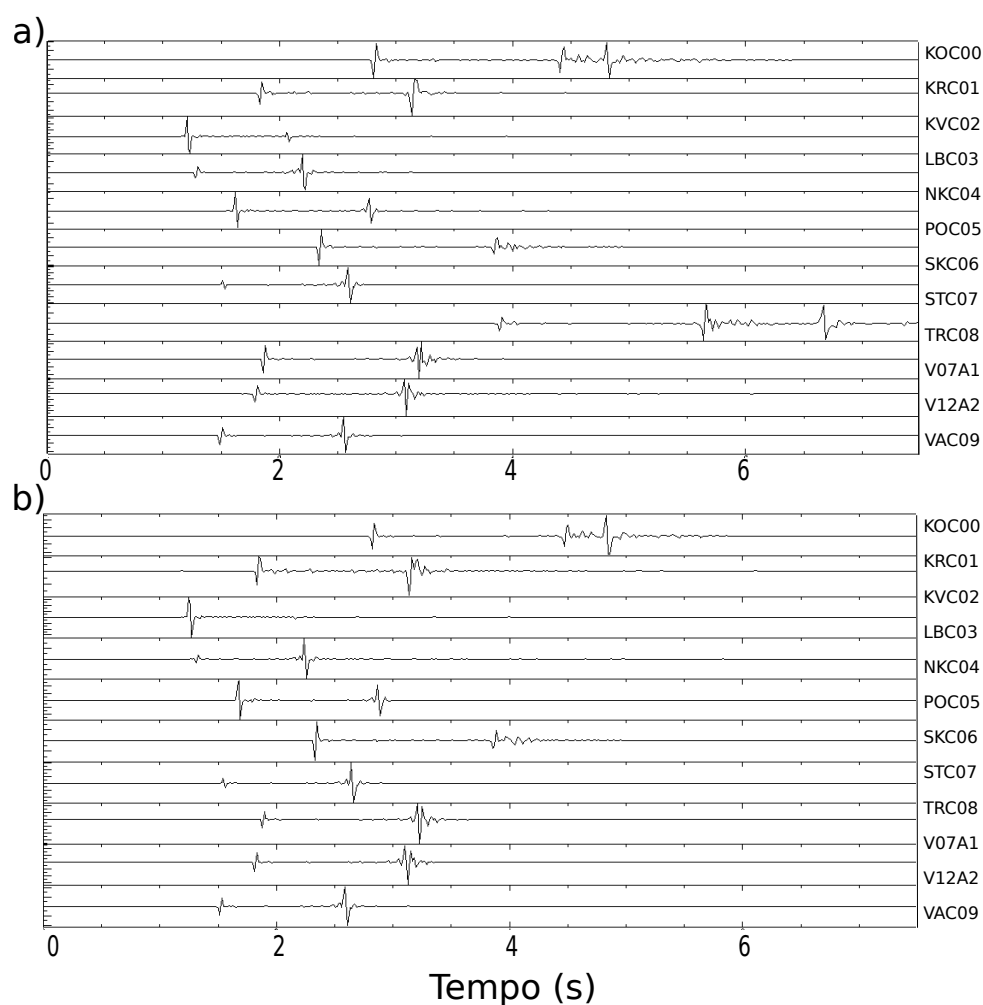 a)
KOC00
KRC01
KVC02
LBC03
NKC04
POC05
SKC06
STC07
TRC08
V07A1
V12A2
VAC09
0 2 4 6
b)
KOC00
KRC01
KVC02
LBC03
NKC04
POC05
SKC06
STC07
TRC08
V07A1
V12A2
VAC09
0 2 4 6
Tempo (s)